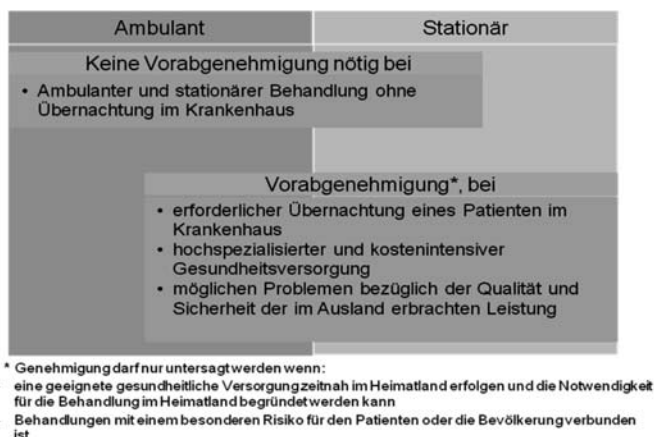 Ambulant
Stationär
Keine Vorabgenehmigung nötig bei
• Ambulanter und stationärer Behandlung ohne
Übernachtung im Krankenhaus
Vorabgenehmigung*, bei
• erforderlicher Übernachtung eines Patienten im
Krankenhaus
• hochspezialisierter und kostenintensiver
Gesundheitsversorgung
• möglichen Problemen bezüglich der Qualität und
Sicherheit der im Ausland erbrachten Leistung
* Genehmigung darf nur untersagt werden wenn:
eine geeignete gesundheitliche Versorgung zeitnah im Heimatland erfolgen und die Notwendigkeit
für die Behandlung im Heimatland begründet werden kann
Behandlungen mit einem besonderen Risiko für den Patienten oder die Bevölkerung verbunden
ist